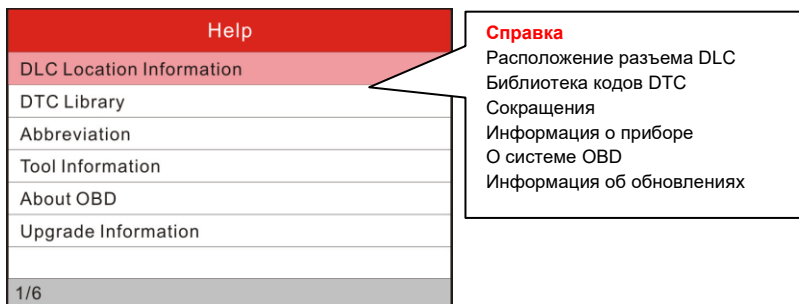 Help
DLC Location Information
DTC Library
Abbreviation
Tool Information
About OBD
Upgrade Information
1/6
Справка
Расположение разъема DLC
Библиотека кодов DTC
Сокращения
Информация о приборе
О системе OBD
Информация об обновлениях